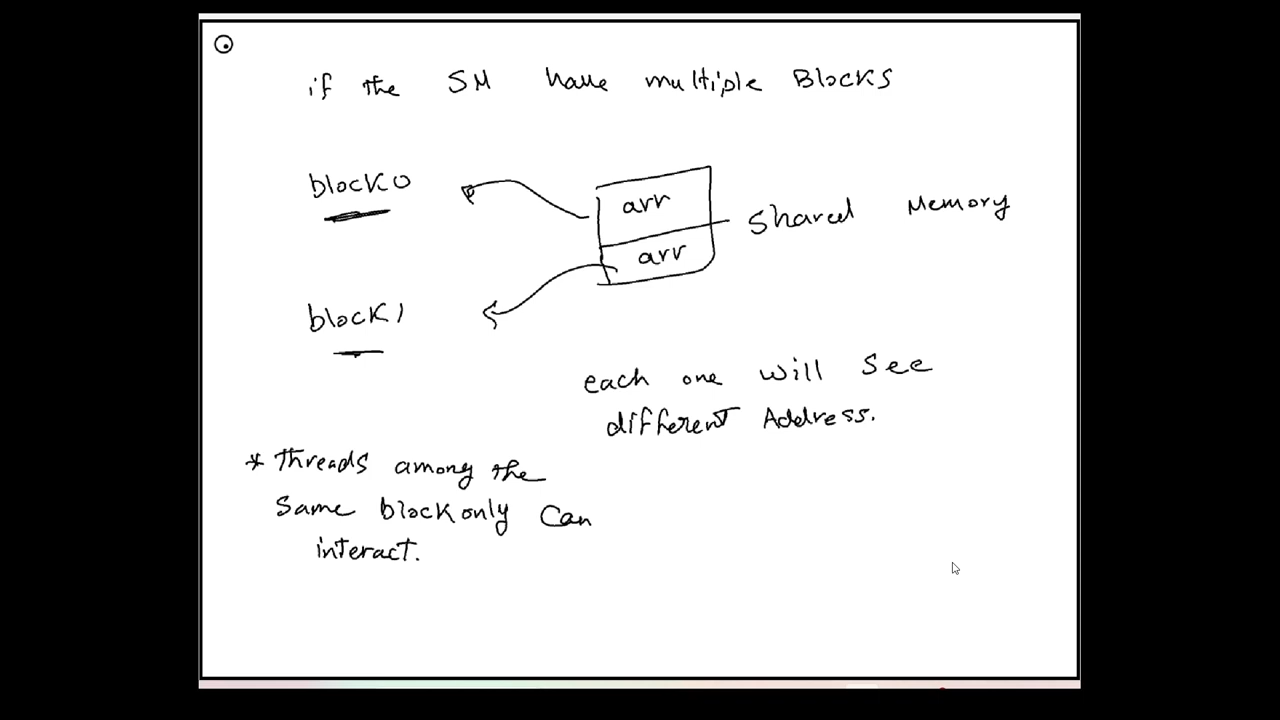 if the SM have multiple Blocks
block0
arr
shared Memory
arr
block1
each one will see
different Address.
* Threads among the
same block only can
interact.